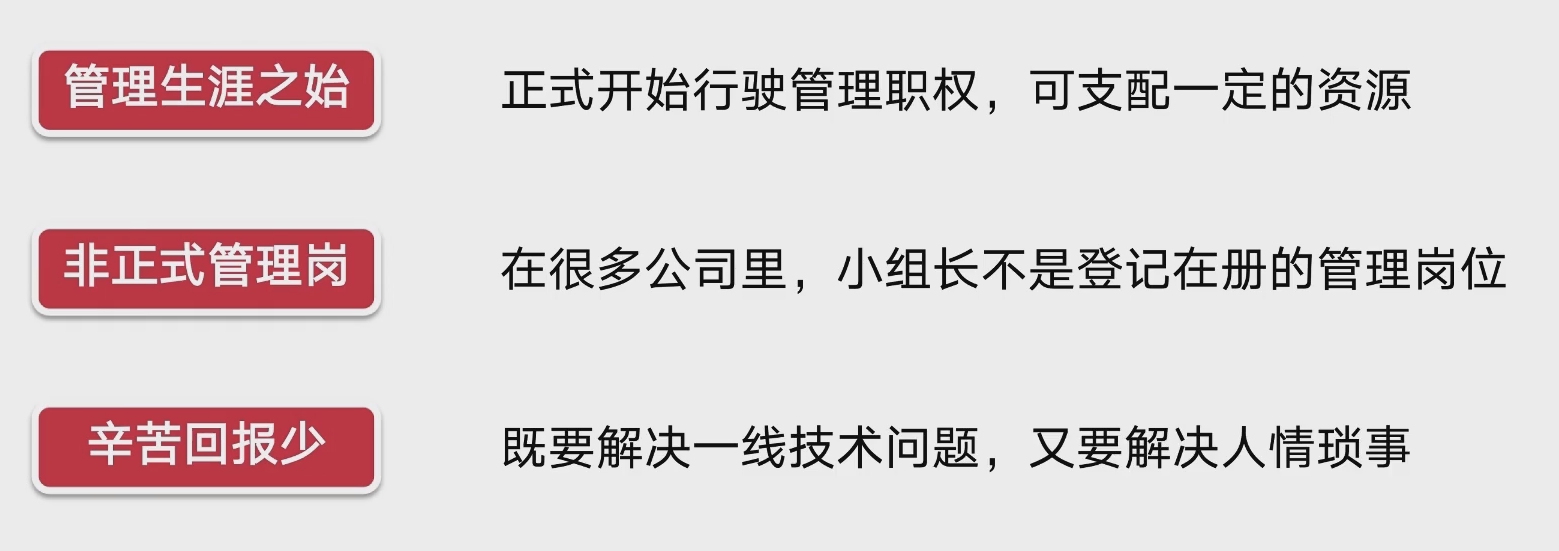 管理生涯之始
正式开始行驶管理职权，可支配一定的资源
非正式管理岗
在很多公司里，小组长不是登记在册的管理岗位
辛苦回报少
既要解决一线技术问题，又要解决人情琐事